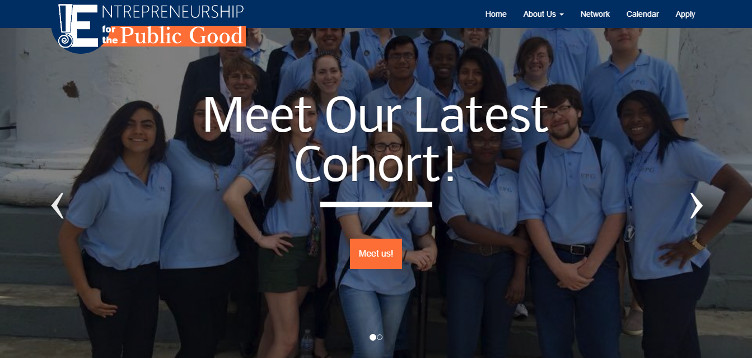 ENTREPRENEURSHIP
for
the Public Good
Home About Us Network Calendar Apply
Meet Our Latest
Cohort!
Meet us!